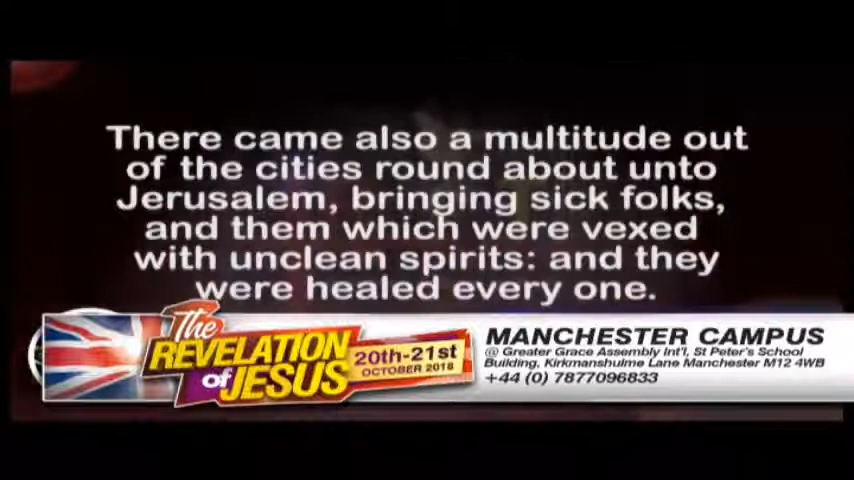 There came also a multitude out
of the cities round about unto
Jerusalem, bringing sick folks,
and them which were vexed
with unclean spirits: and they
were healed every one.
The
REVELATION
of JESUS
20th-21st
OCTOBER 2018
MANCHESTER CAMPUS
@ Greater Grace Assembly Int'l, St Peter's School
Building, Kirkmanshulme Lane Manchester M12 4WB
+44 (0) 7877096833